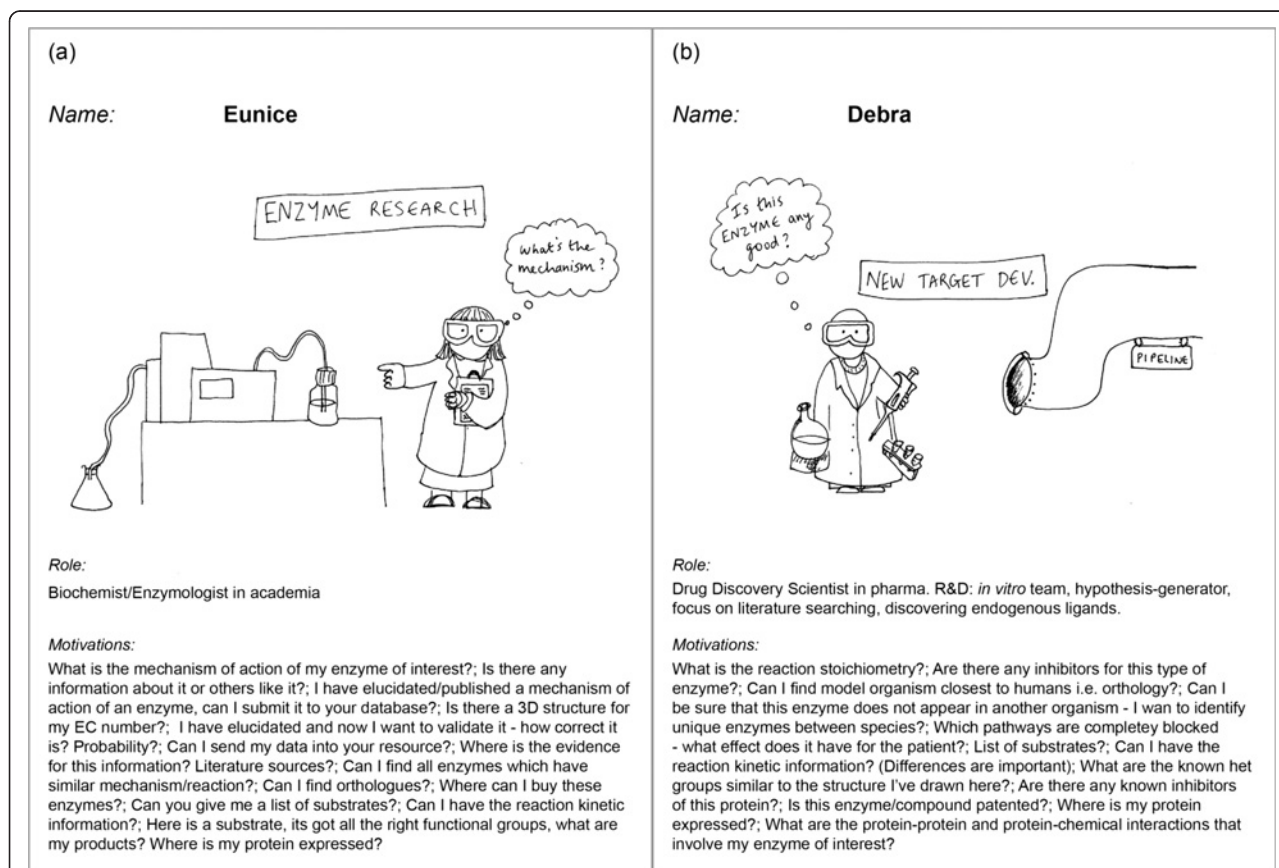 (a)
Name: Eunice
ENZYME RESEARCH
What's the
mechanism?
Role:
Biochemist/Enzymologist in academia
Motivations:
What is the mechanism of action of my enzyme of interest?; Is there any
information about it or others like it?; I have elucidated/published a mechanism of
action of an enzyme, can I submit it to your database?; Is there a 3D structure for
my EC number?; I have elucidated and now I want to validate it - how correct it
is? Probability?; Can I send my data into your resource?; Where is the evidence
for this information? Literature sources?; Can I find all enzymes which have
similar mechanism/reaction?; Can I find orthologues?; Where can I buy these
enzymes?; Can you give me a list of substrates?; Can I have the reaction kinetic
information?; Here is a substrate, its got all the right functional groups, what are
my products? Where is my protein expressed?
(b)
Name: Debra
Is this
ENZYME any
good?
NEW TARGET DEV.
PIPELINE
Role:
Drug Discovery Scientist in pharma. R&D: in vitro team, hypothesis-generator,
focus on literature searching, discovering endogenous ligands.
Motivations:
What is the reaction stoichiometry?; Are there any inhibitors for this type of
enzyme?; Can I find model organism closest to humans i.e. orthology?; Can I
be sure that this enzyme does not appear in another organism - I wan to identify
unique enzymes between species?; Which pathways are completey blocked
- what effect does it have for the patient?; List of substrates?; Can I have the
reaction kinetic information? (Differences are important); What are the known het
groups similar to the structure I've drawn here?; Are there any known inhibitors
of this protein?; Is this enzyme/compound patented?; Where is my protein
expressed?; What are the protein-protein and protein-chemical interactions that
involve my enzyme of interest?